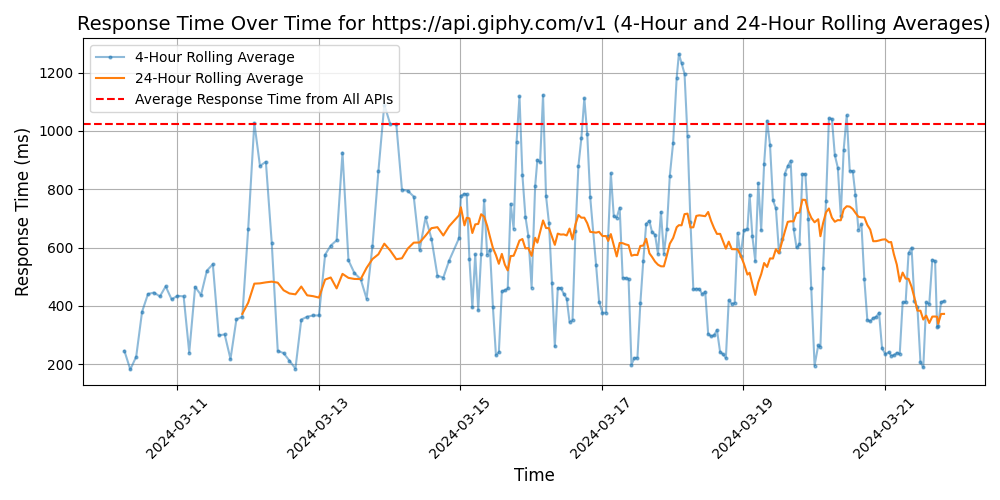 Response Time Over Time for https://api.giphy.com/v1 (4-Hour and 24-Hour Rolling Averages)
4-Hour Rolling Average
24-Hour Rolling Average
Average Response Time from All APIs
Response Time (ms)
1200
1000
800
600
400
200
2024-03-11
2024-03-13
2024-03-15
2024-03-17
2024-03-19
2024-03-21
Time